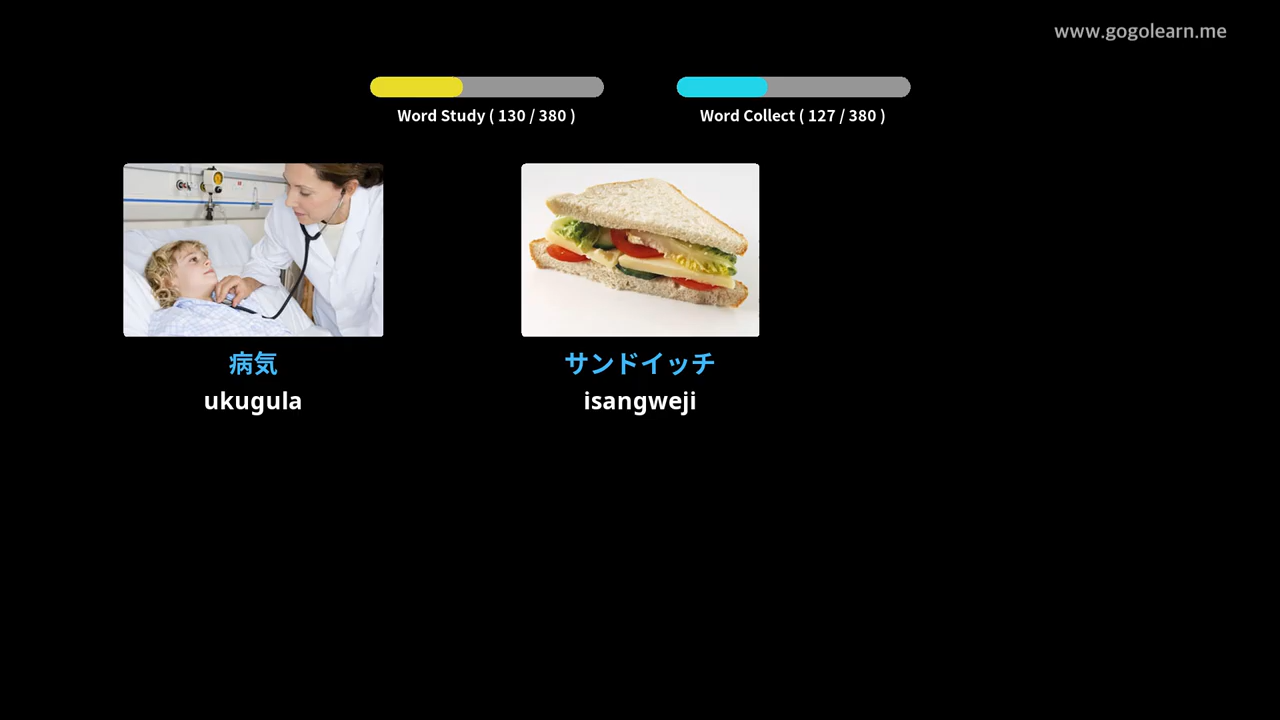 www.gogolearn.me
Word Study ( 130 / 380 )
Word Collect ( 127 / 380 )
病気
ukugula
サンドイッチ
isangweji